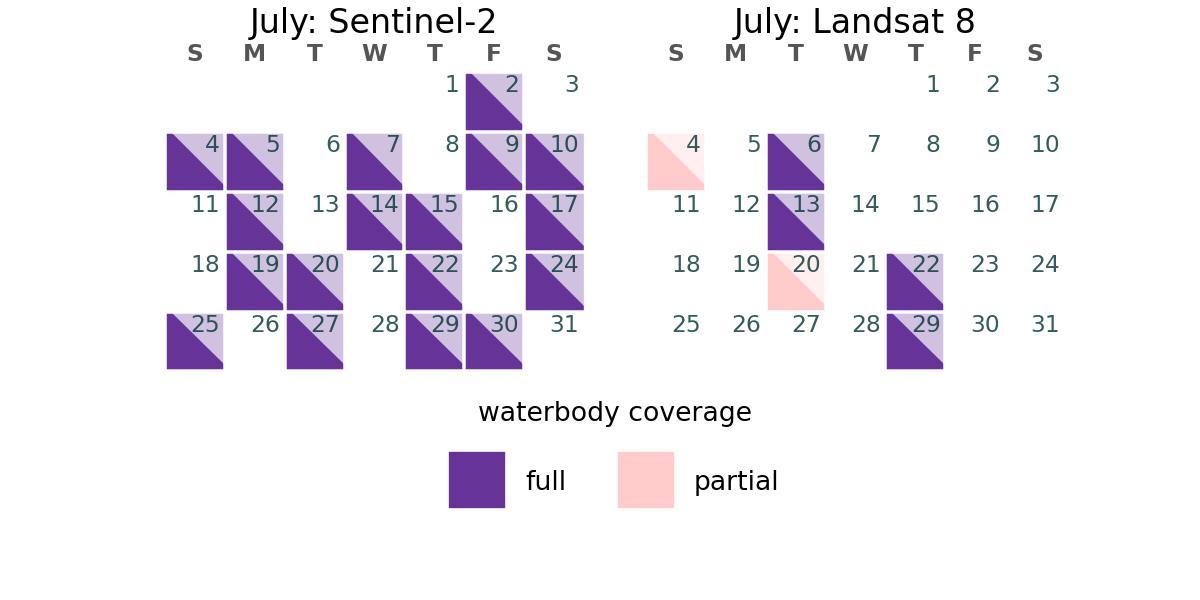 July: Sentinel-2
S M T W T F S
1 2 3
4 5 6 7 8 9 10
11 12 13 14 15 16 17
18 19 20 21 22 23 24
25 26 27 28 29 30 31
July: Landsat 8
S M T W T F S
1 2 3
4 5 6 7 8 9 10
11 12 13 14 15 16 17
18 19 20 21 22 23 24
25 26 27 28 29 30 31
waterbody coverage
full
partial